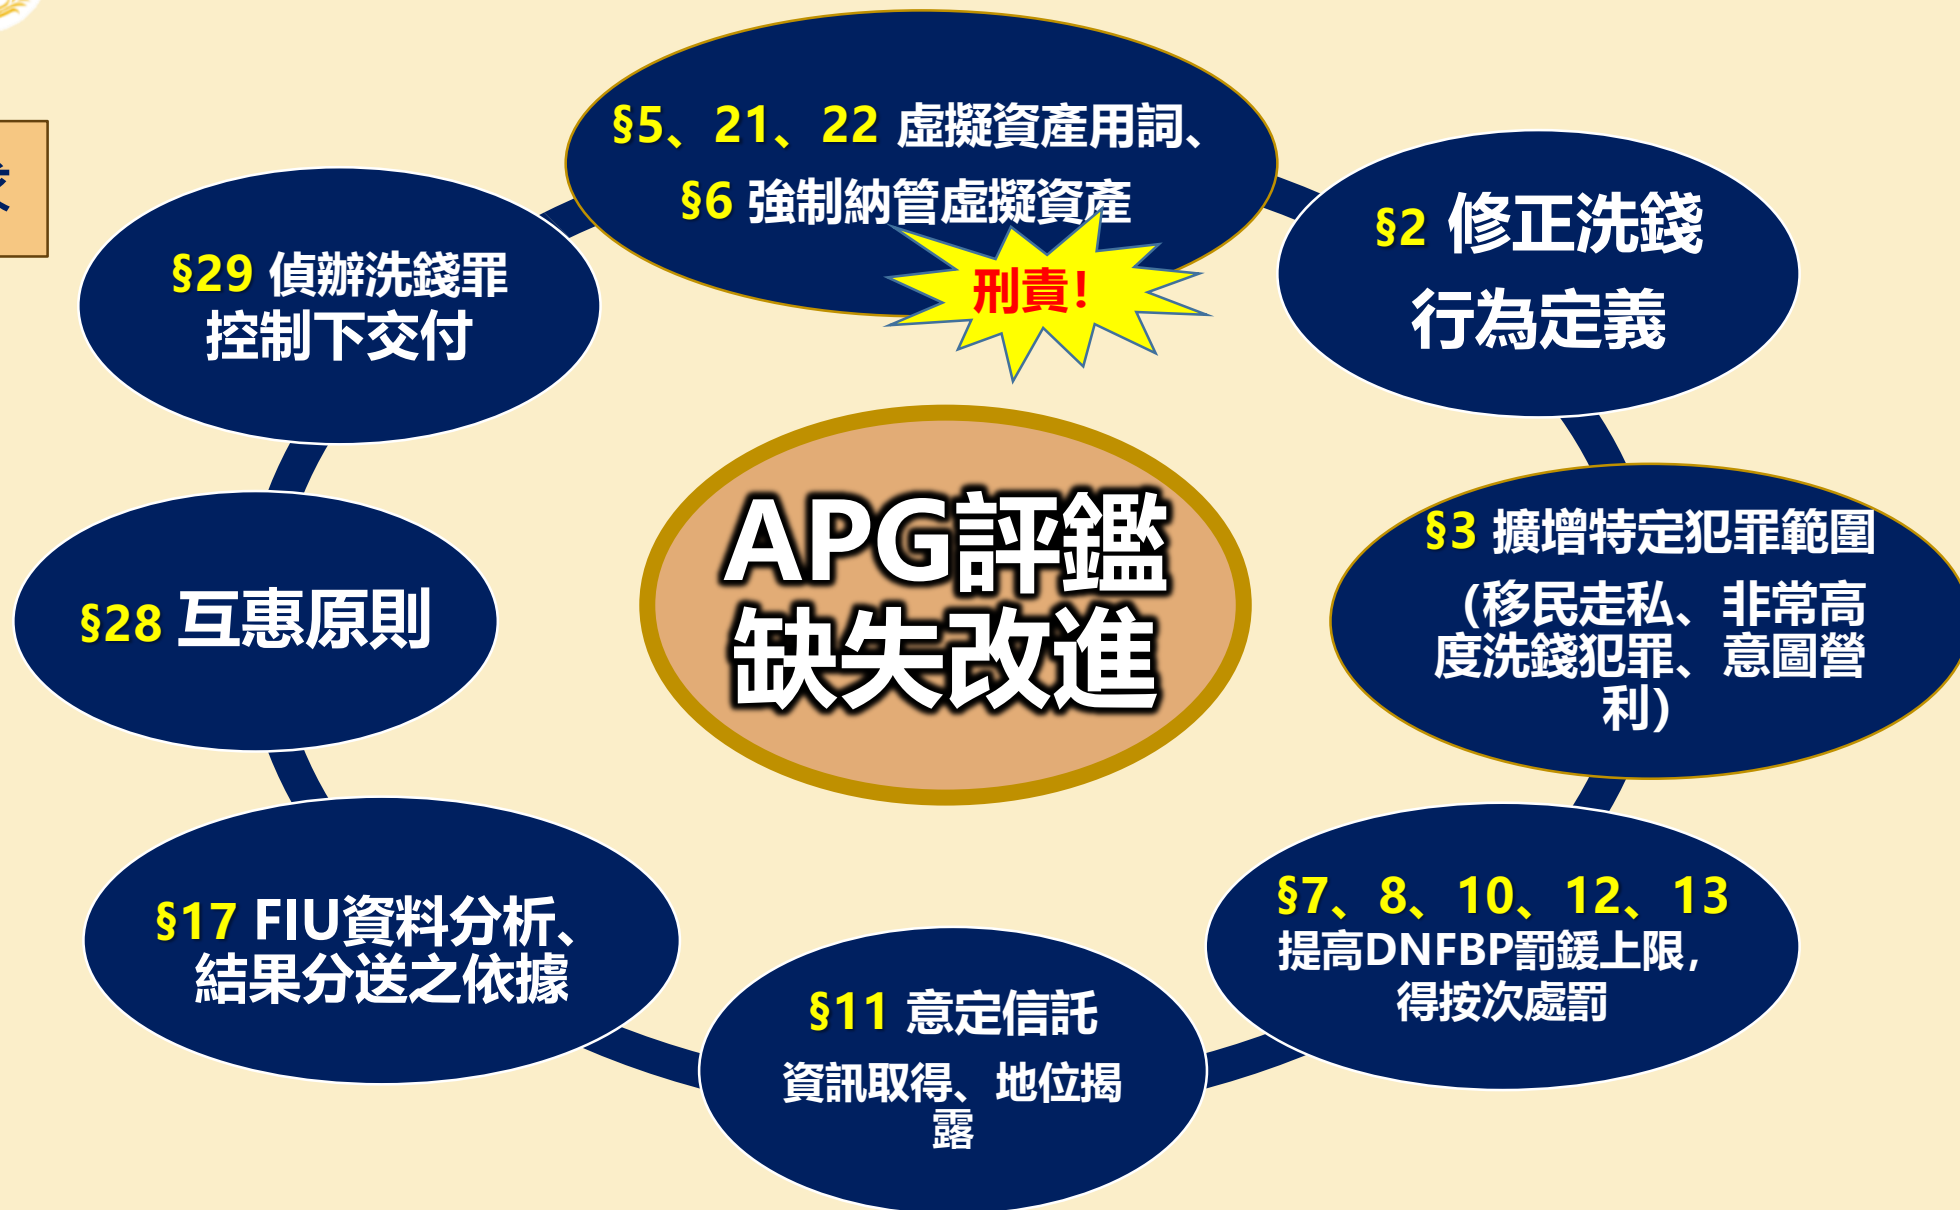 §5、21、22 虛擬資產用詞、
§6 強制納管虛擬資產
刑責!
§2 修正洗錢
行為定義
§3 擴增特定犯罪範圍
(移民走私、非常高
度洗錢犯罪、意圖營
利)
§7、8、10、12、13
提高DNFBP罰鍰上限,
得按次處罰
§11 意定信託
資訊取得、地位揭
露
§17 FIU資料分析、
結果分送之依據
§28 互惠原則
§29 偵辦洗錢罪
控制下交付
APG評鑑
缺失改進